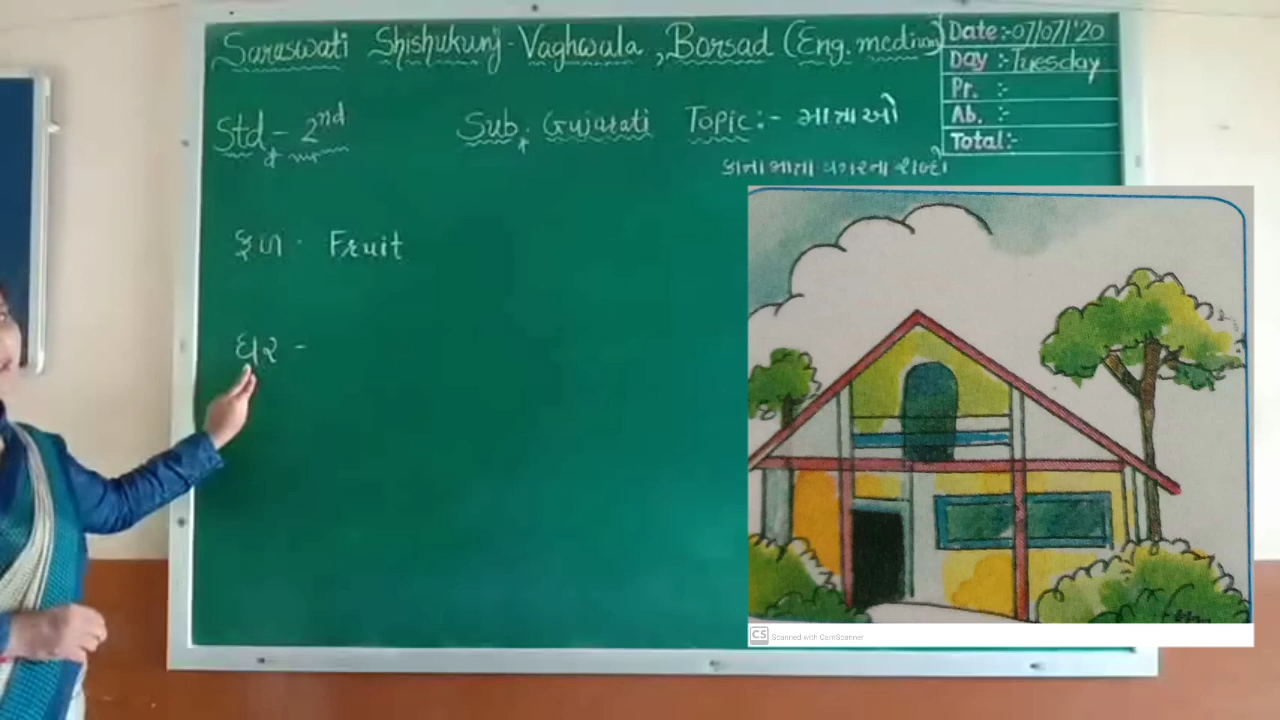 Saraswati Shishukunj-Vaghwala, Borsad (Eng. medium)
Date:-07/07/'20
Day :-Tuesday
Pr. :-
Ab. :-
Total:-
Std - 2nd Sub. Gujarati Topic:- માત્રાઓ
કાના માત્રા વગરના શબ્દો
ફળ - Fruit
ઘર -
CS Scanned with CamScanner